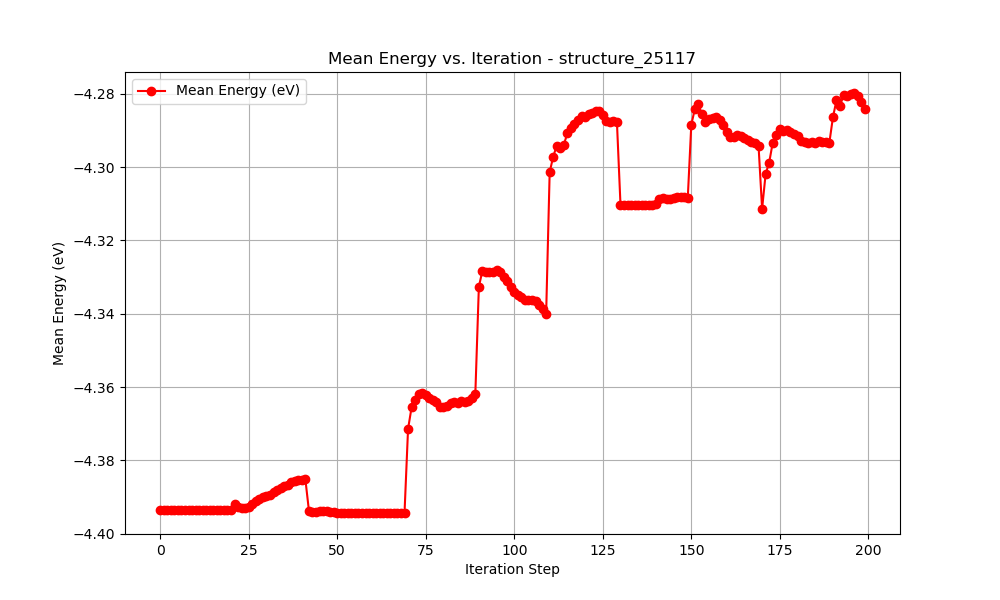 Mean Energy vs. Iteration - structure_25117
Mean Energy (eV)
Mean Energy (eV)
−4.28
−4.30
−4.32
−4.34
−4.36
−4.38
−4.40
0 25 50 75 100 125 150 175 200
Iteration Step